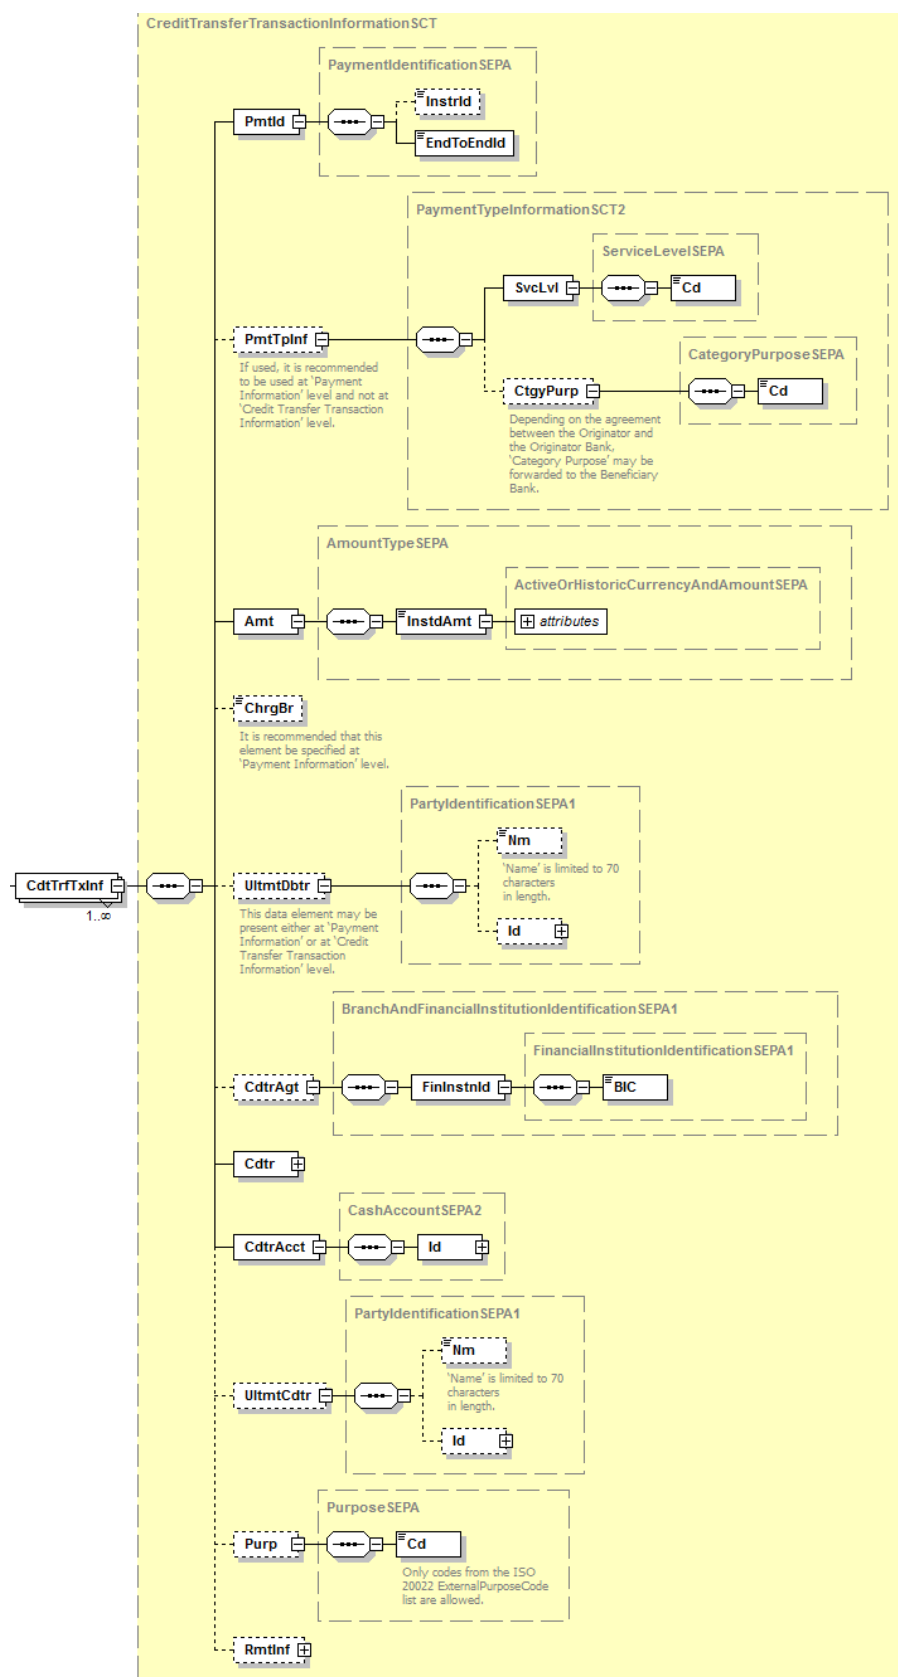 CreditTransferTransactionInformationSCT
PaymentIdentificationSEPA
InstrId
PmtId
EndToEndId
PaymentTypeInformationSCT2
ServiceLevelSEPA
SvcLvl
Cd
PmtTpInf
If used, it is recommended
to be used at 'Payment
Information' level and not at
'Credit Transfer Transaction
Information' level.
CategoryPurposeSEPA
CtgyPurp
Cd
Depending on the agreement
between the Originator and
the Originator Bank,
'Category Purpose' may be
forwarded to the Beneficiary
Bank.
AmountTypeSEPA
ActiveOrHistoricCurrencyAndAmountSEPA
Amt
InstdAmt
attributes
ChrgBr
It is recommended that this
element be specified at
'Payment Information' level.
PartyIdentificationSEPA1
Nm
'Name' is limited to 70
characters
in length.
CdtTrfTxInf
1..∞
UltmtDbtr
This data element may be
present either at 'Payment
Information' or at 'Credit
Transfer Transaction
Information' level.
Id
BranchAndFinancialInstitutionIdentificationSEPA1
FinancialInstitutionIdentificationSEPA1
CdtrAgt
FinInstnId
BIC
Cdtr
CashAccountSEPA2
CdtrAcct
Id
PartyIdentificationSEPA1
Nm
'Name' is limited to 70
characters
in length.
UltmtCdtr
Id
PurposeSEPA
Purp
Cd
Only codes from the ISO
20022 ExternalPurposeCode
list are allowed.
RmtInf